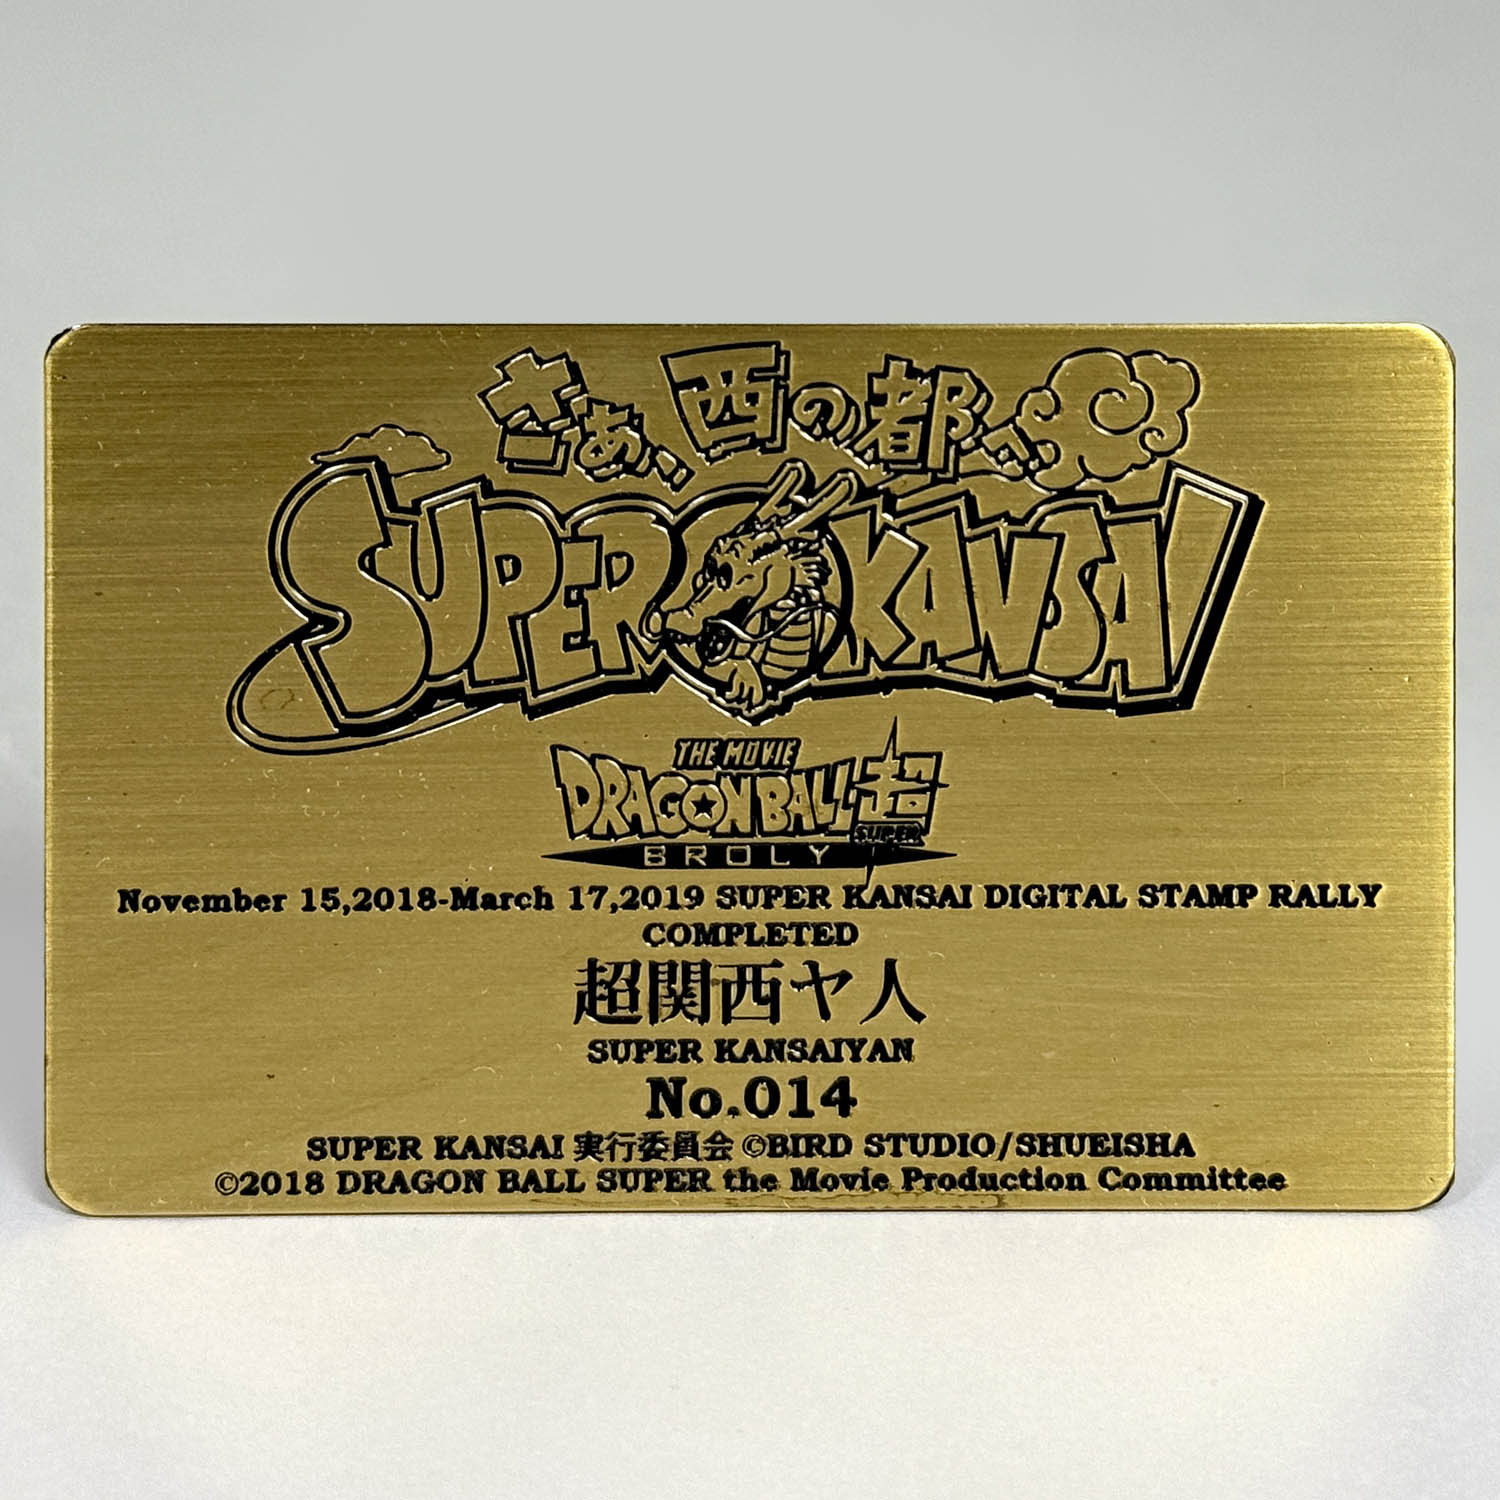 さぁ、西の都へ
SUPER KANSAI
THE MOVIE
DRAGON BALL 超
SUPER
BROLY
November 15,2018-March 17,2019 SUPER KANSAI DIGITAL STAMP RALLY
COMPLETED
超関西ヤ人
SUPER KANSAIYAN
No.014
SUPER KANSAI 実行委員会 ©BIRD STUDIO/SHUEISHA
©2018 DRAGON BALL SUPER the Movie Production Committee